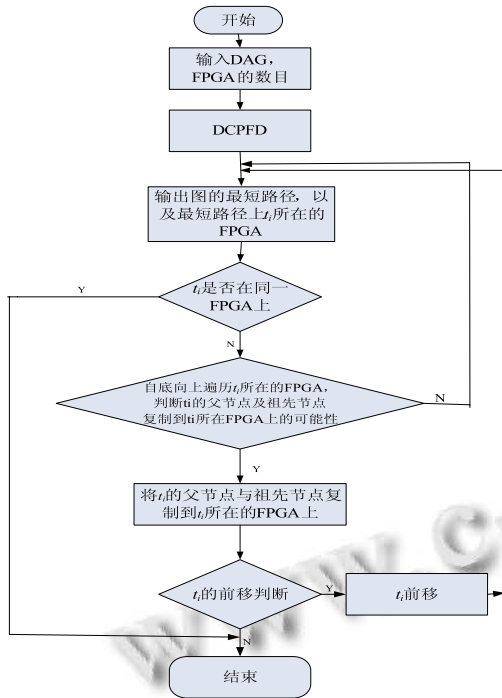 开始
输入DAG，
FPGA的数目
DCPFD
输出图的最短路径，以
及最短路径上ti所在的
FPGA
ti是否在同一
FPGA上
Y
N
自底向上遍历ti所在的FPGA，
判断ti的父节点及祖先节点
复制到ti所在FPGA上的可能性
N
Y
将ti的父节点与祖先节点复
制到ti所在的FPGA上
ti的前移判断
Y
ti前移
N
结束
www.c